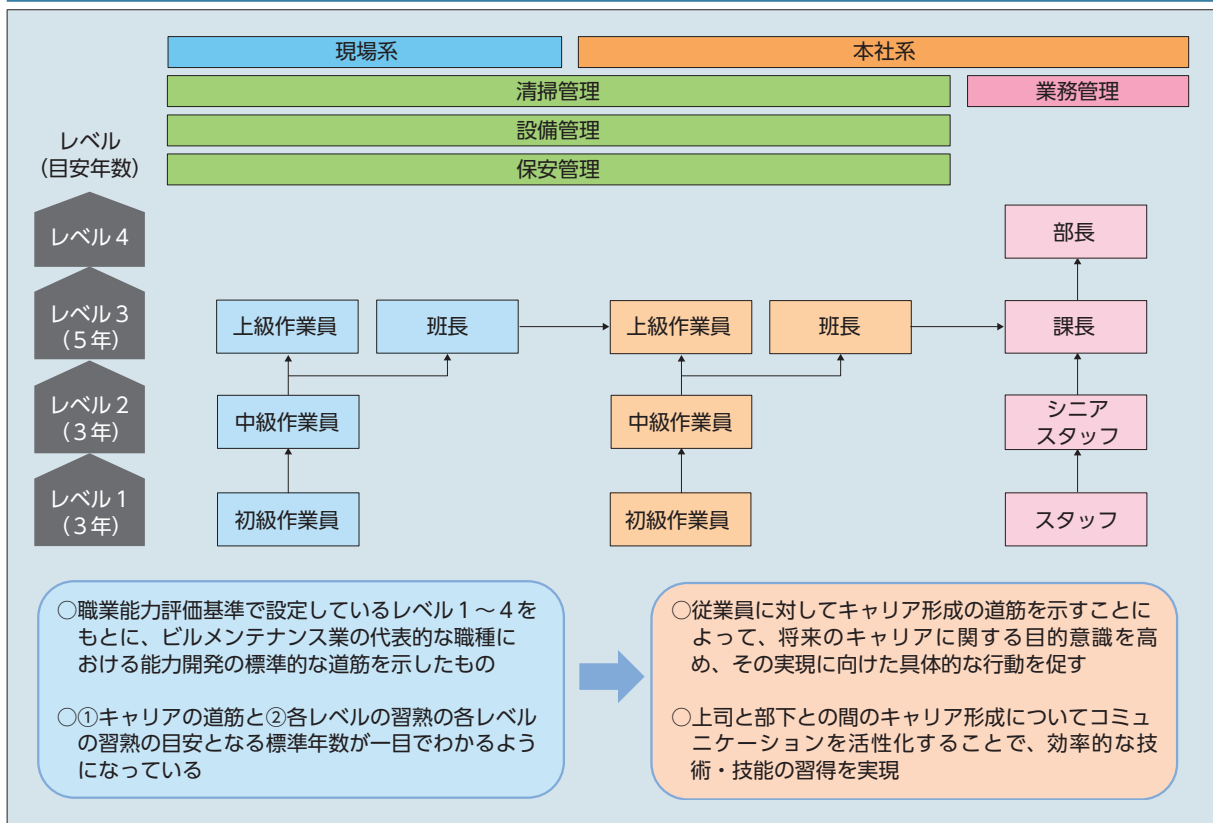 現場系
本社系
清掃管理
業務管理
設備管理
保安管理
レベル
(目安年数)
レベル4
部長
レベル3
(5年)
上級作業員
班長
上級作業員
班長
課長
レベル2
(3年)
中級作業員
中級作業員
シニア
スタッフ
レベル1
(3年)
初級作業員
初級作業員
スタッフ
○職業能力評価基準で設定しているレベル1～4を
もとに、ビルメンテナンス業の代表的な職種に
おける能力開発の標準的な道筋を示したもの
○①キャリアの道筋と②各レベルの習熟の各レベル
の習熟の目安となる標準年数が一目でわかるよう
になっている
○従業員に対してキャリア形成の道筋を示すことに
よって、将来のキャリアに関する目的意識を高
め、その実現に向けた具体的な行動を促す
○上司と部下との間のキャリア形成についてコミュ
ニケーションを活性化することで、効率的な技
術・技能の習得を実現